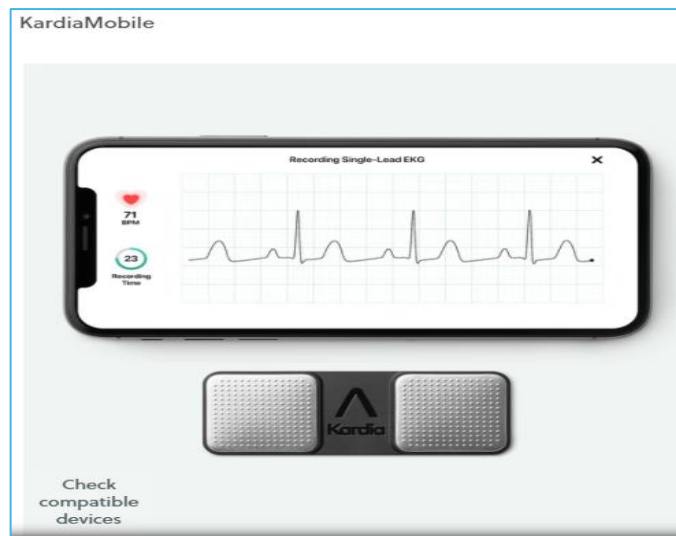 KardiaMobile
Recording Single-Lead EKG
X
71
BPM
23
Recording
Time
Kardia
Check
compatible
devices